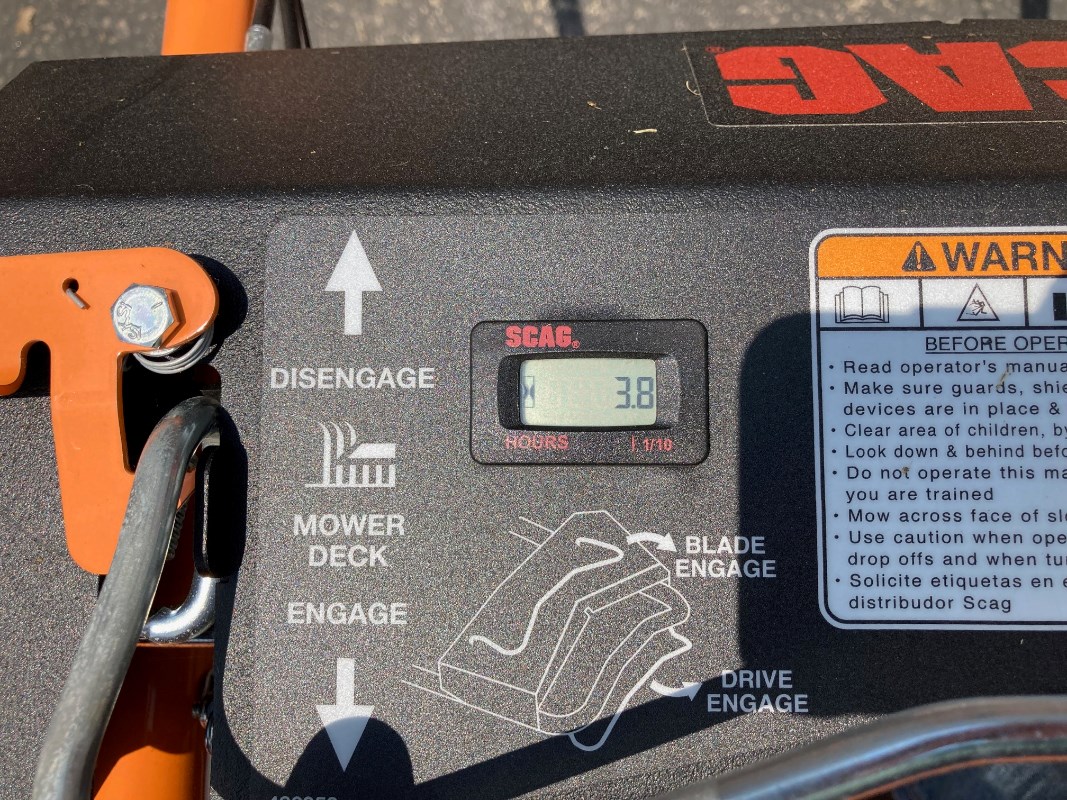 SCAG
DISENGAGE
MOWER
DECK
ENGAGE
SCAG®
3.8
HOURS
1/10
BLADE
ENGAGE
DRIVE
ENGAGE
WARN
BEFORE OPER
• Read operator's manua
• Make sure guards, shie
devices are in place &
• Clear area of children, by
• Look down & behind befo
• Do not operate this ma
you are trained
• Mow across face of slo
• Use caution when ope
drop offs and when tu
• Solicite etiquetas en e
distribudor Scag